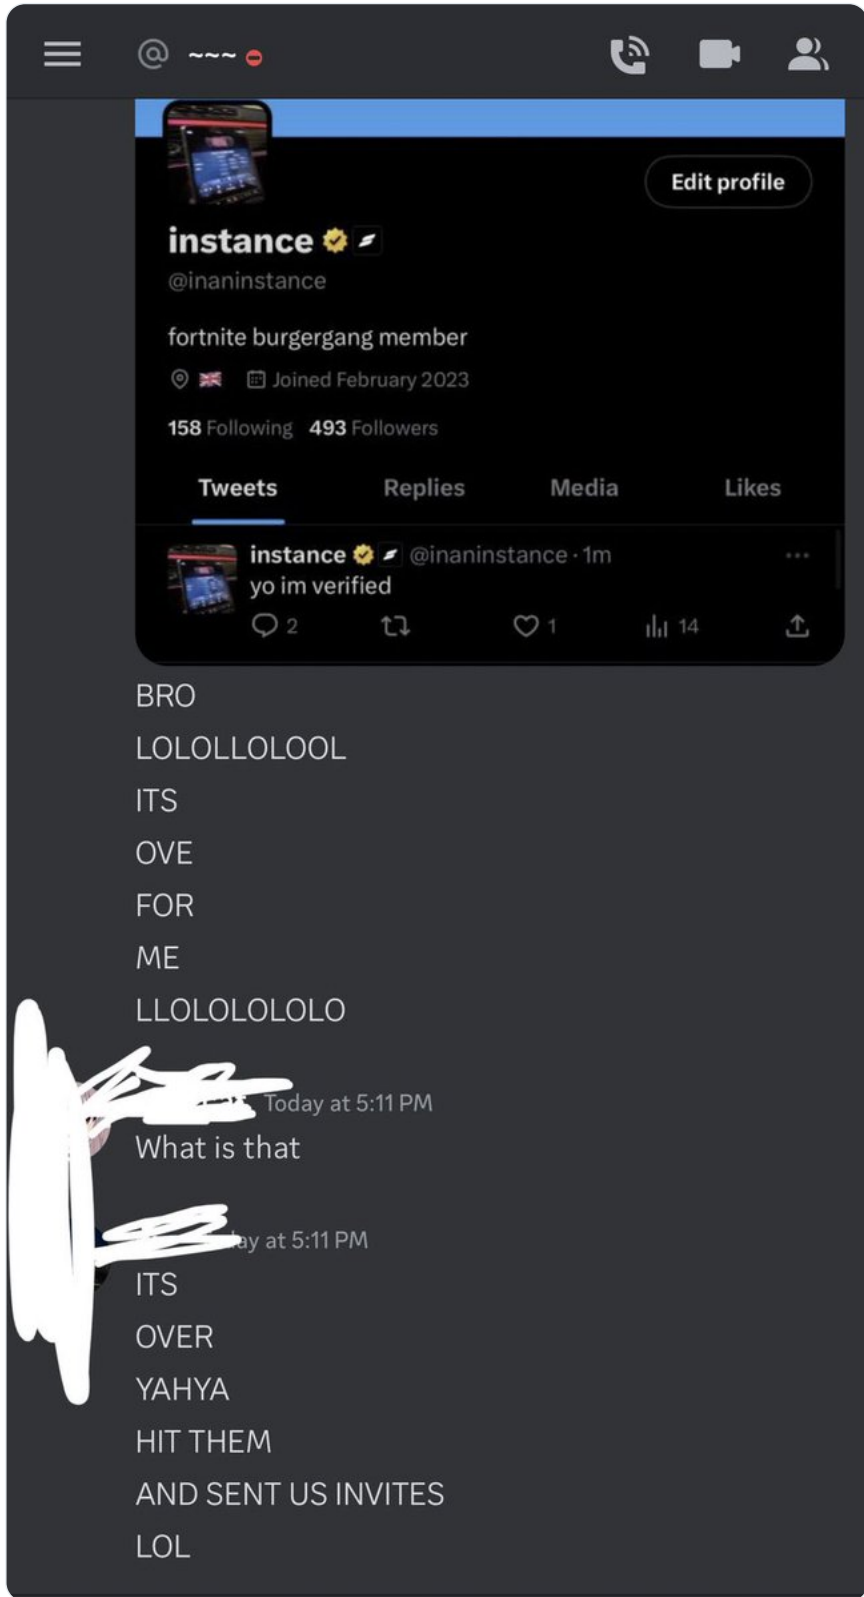 @ ~~~
Edit profile
instance
@inaninstance
fortnite burgergang member
Joined February 2023
158 Following 493 Followers
Tweets Replies Media Likes
instance @inaninstance · 1m
yo im verified
2 1 14
BRO
LOLOLLOLOOL
ITS
OVE
FOR
ME
LLOLOLOLOLO
Today at 5:11 PM
What is that
at 5:11 PM
ITS
OVER
YAHYA
HIT THEM
AND SENT US INVITES
LOL